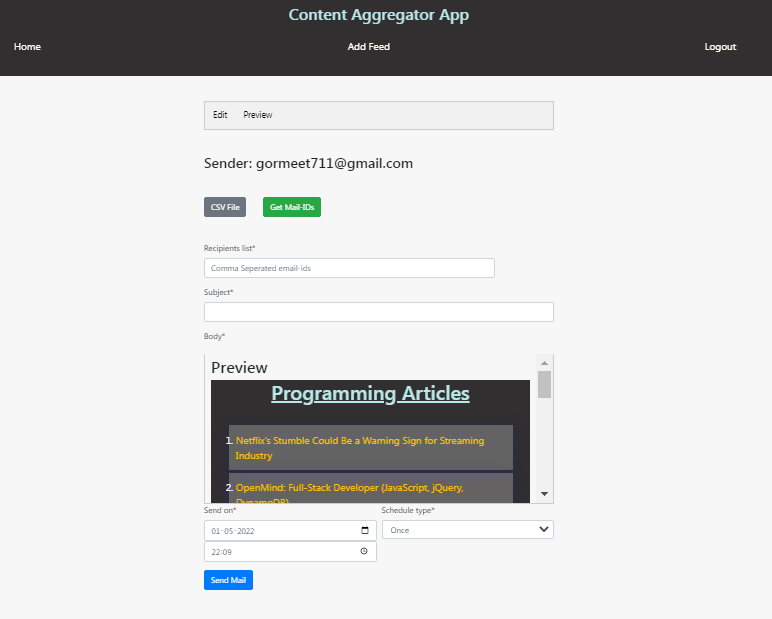 Content Aggregator App
Home Add Feed Logout
Edit Preview
Sender: gormeet711@gmail.com
CSV File Get Mail-IDs
Recipients list*
Comma Seperated email-ids
Subject*
Body*
Preview
Programming Articles
1. Netflix's Stumble Could Be a Warning Sign for Streaming
Industry
2. OpenMind: Full-Stack Developer (JavaScript, jQuery,
DynamoDB)
Send on* Schedule type*
01-05-2022 Once
22:09
Send Mail